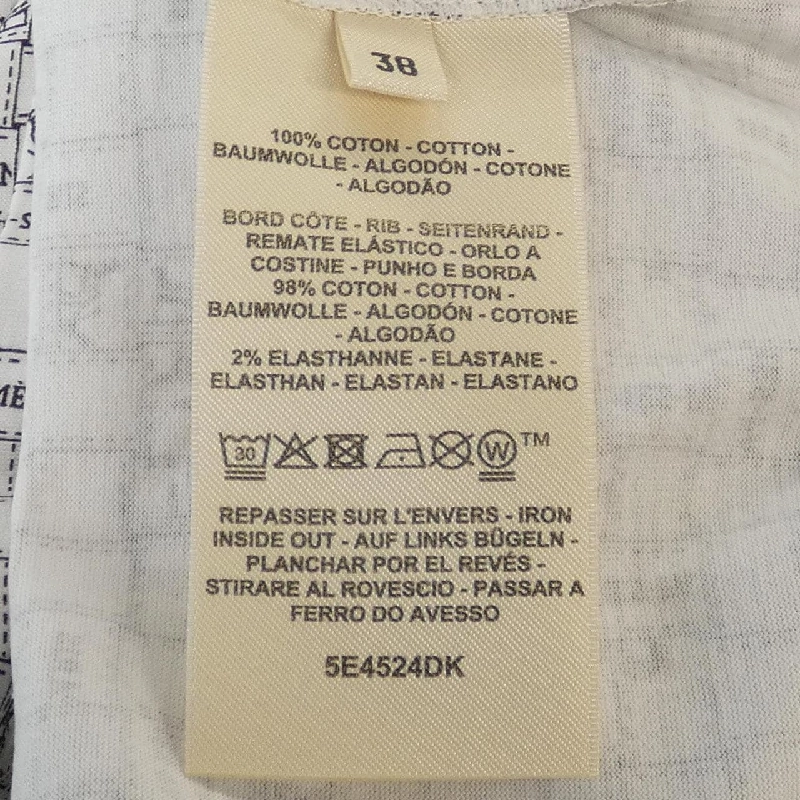 38
100% COTON - COTTON -
BAUMWOLLE - ALGODÓN - COTONE
- ALGODÃO
BORD CÔTE - RIB - SEITENRAND -
REMATE ELÁSTICO - ORLO A
COSTINE - PUNHO E BORDA
98% COTON - COTTON -
BAUMWOLLE - ALGODÓN - COTONE
- ALGODÃO
2% ELASTHANNE - ELASTANE -
ELASTHAN - ELASTAN - ELASTANO
30 W TM
REPASSER SUR L'ENVERS - IRON
INSIDE OUT - AUF LINKS BÜGELN -
PLANCHAR POR EL REVÉS -
STIRARE AL ROVESCIO - PASSAR A
FERRO DO AVESSO
5E4524DK